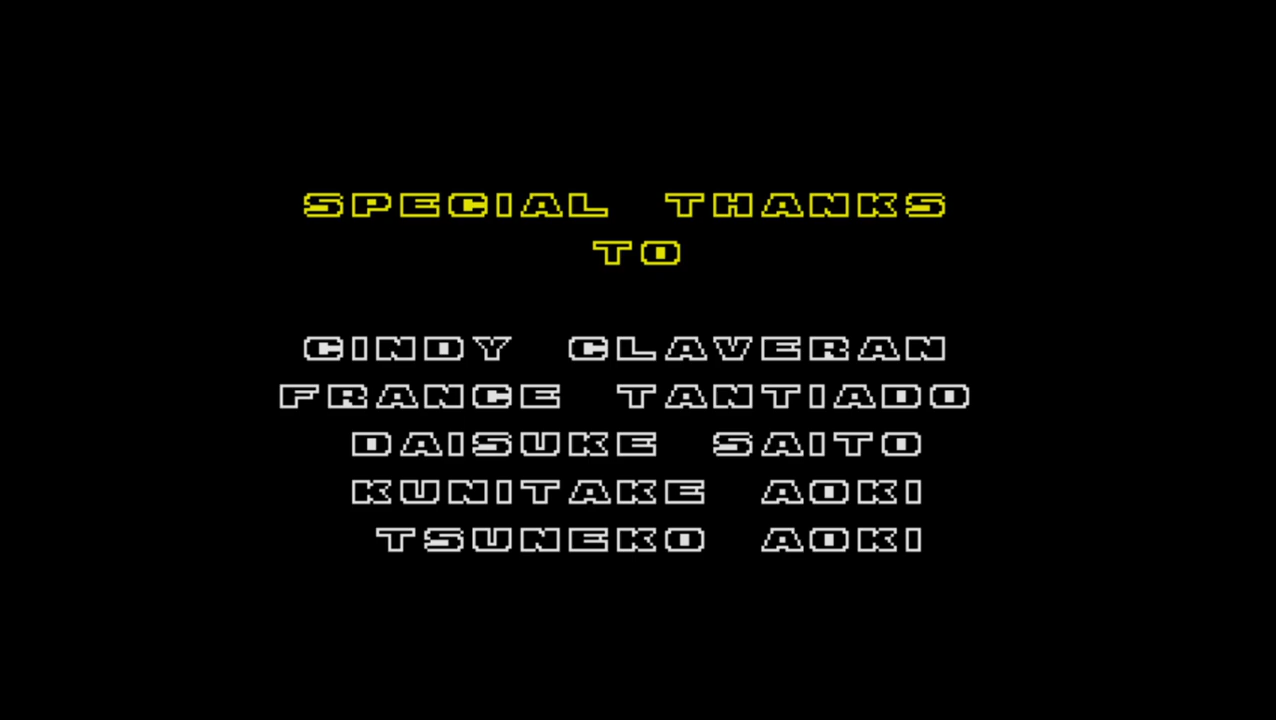 SPECIAL THANKS
TO
CINDY CLAVERAN
FRANCE TANTIADO
DAISUKE SAITO
KUNITAKE AOKI
TSUNEKO AOKI